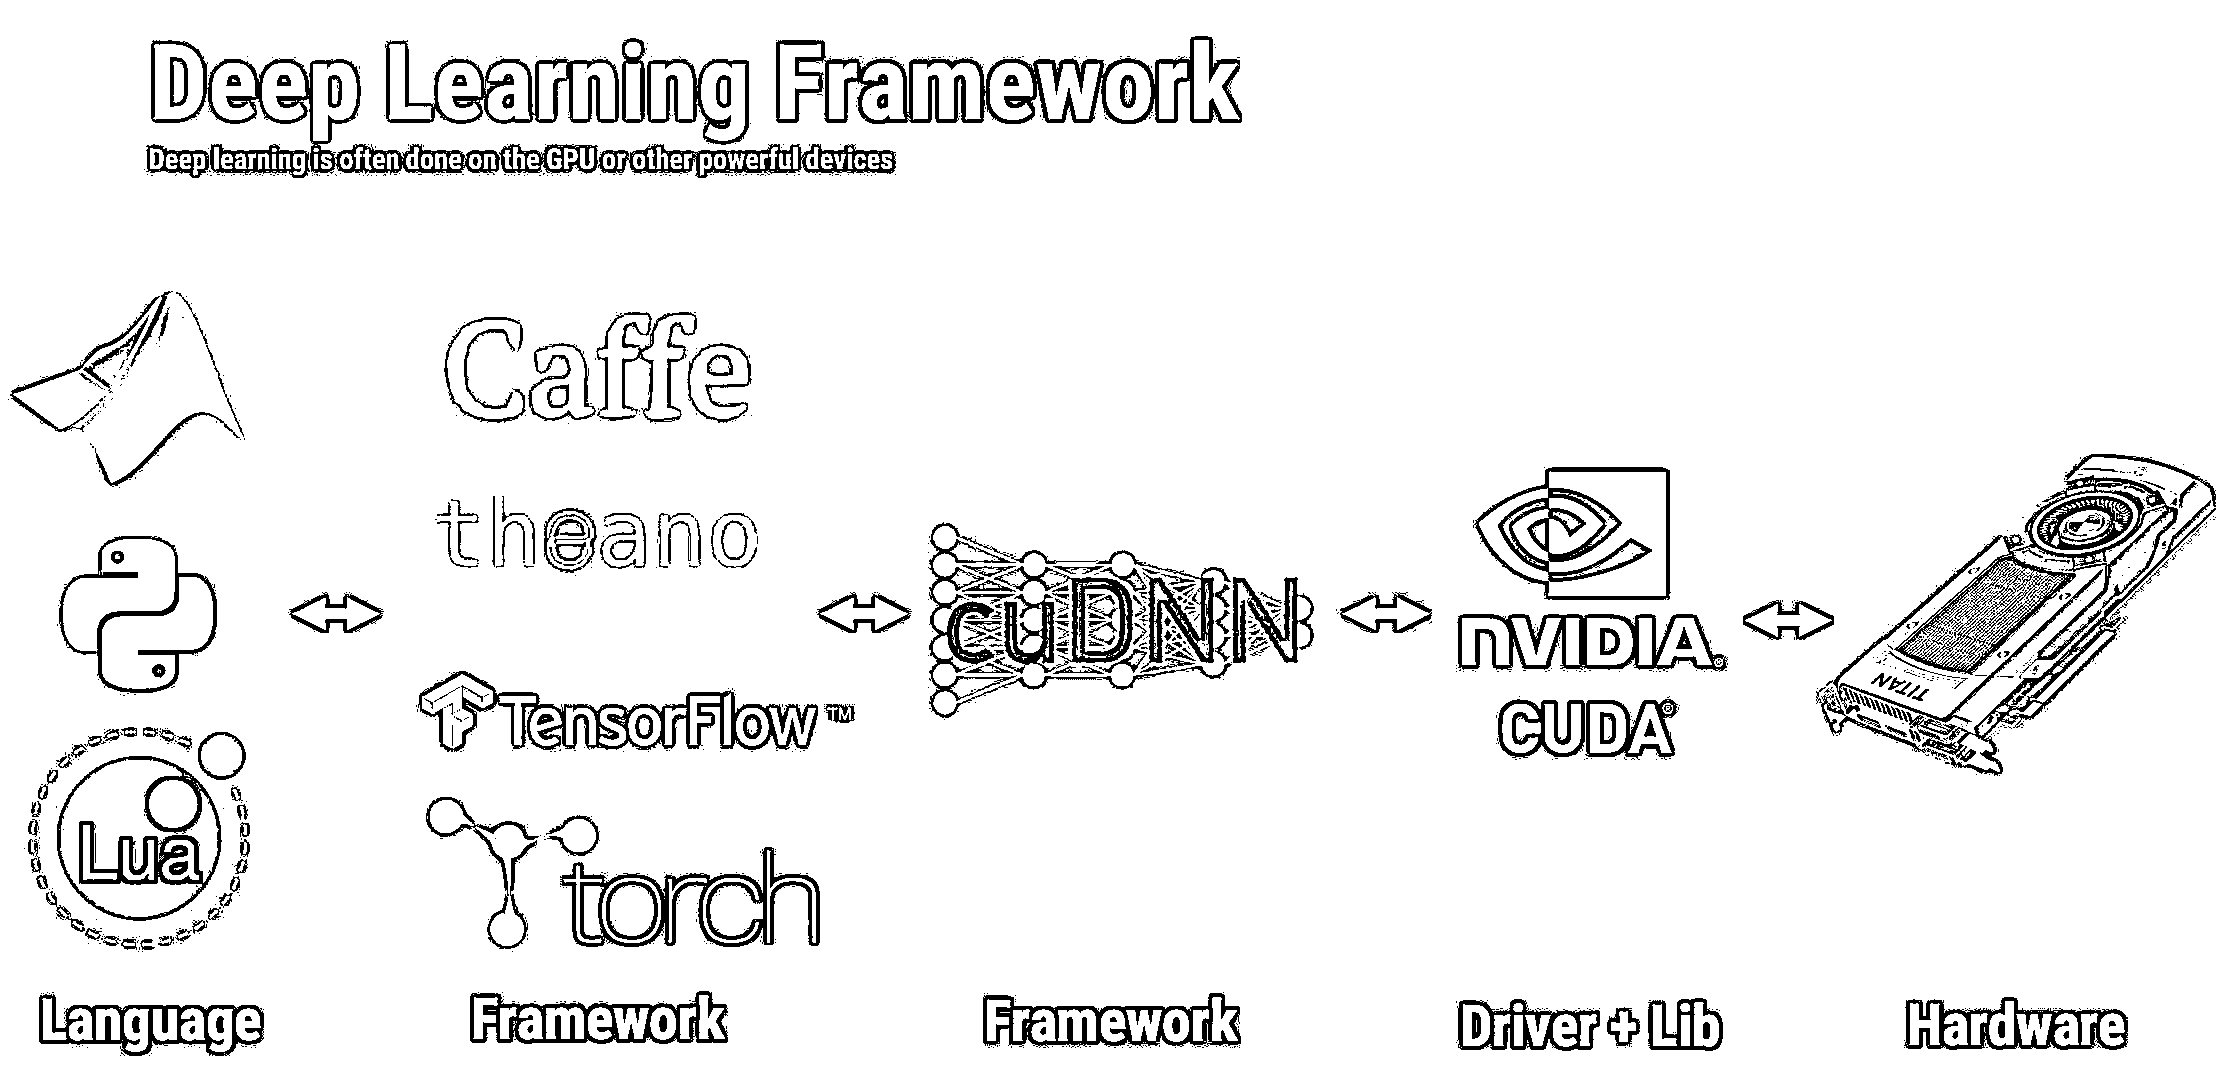 Deep Learning Framework
Deep learning is often done on the GPU or other powerful devices
Caffe
theano
cuDNN
nVIDIA®
TensorFlow™
CUDA®
TITAN
Lua
torch
Language
Framework
Framework
Driver + Lib
Hardware